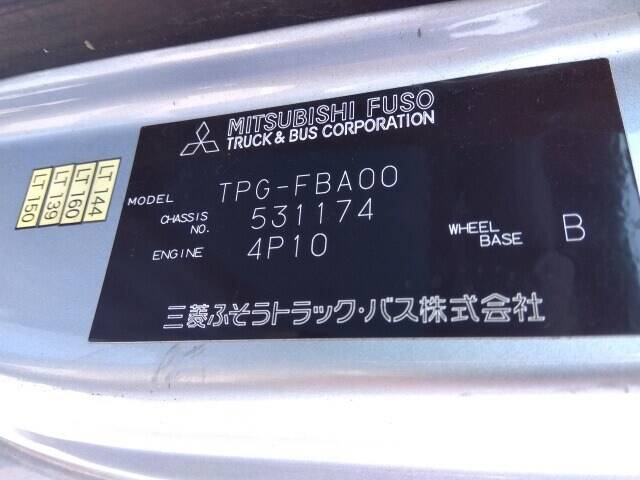 MITSUBISHI FUSO
TRUCK & BUS CORPORATION
MODEL TPG-FBA00
CHASSIS NO. 531174
ENGINE 4P10
WHEEL BASE B
三菱ふそうトラック・バス株式会社
LT 144
LT 160
LT 139
LT 150